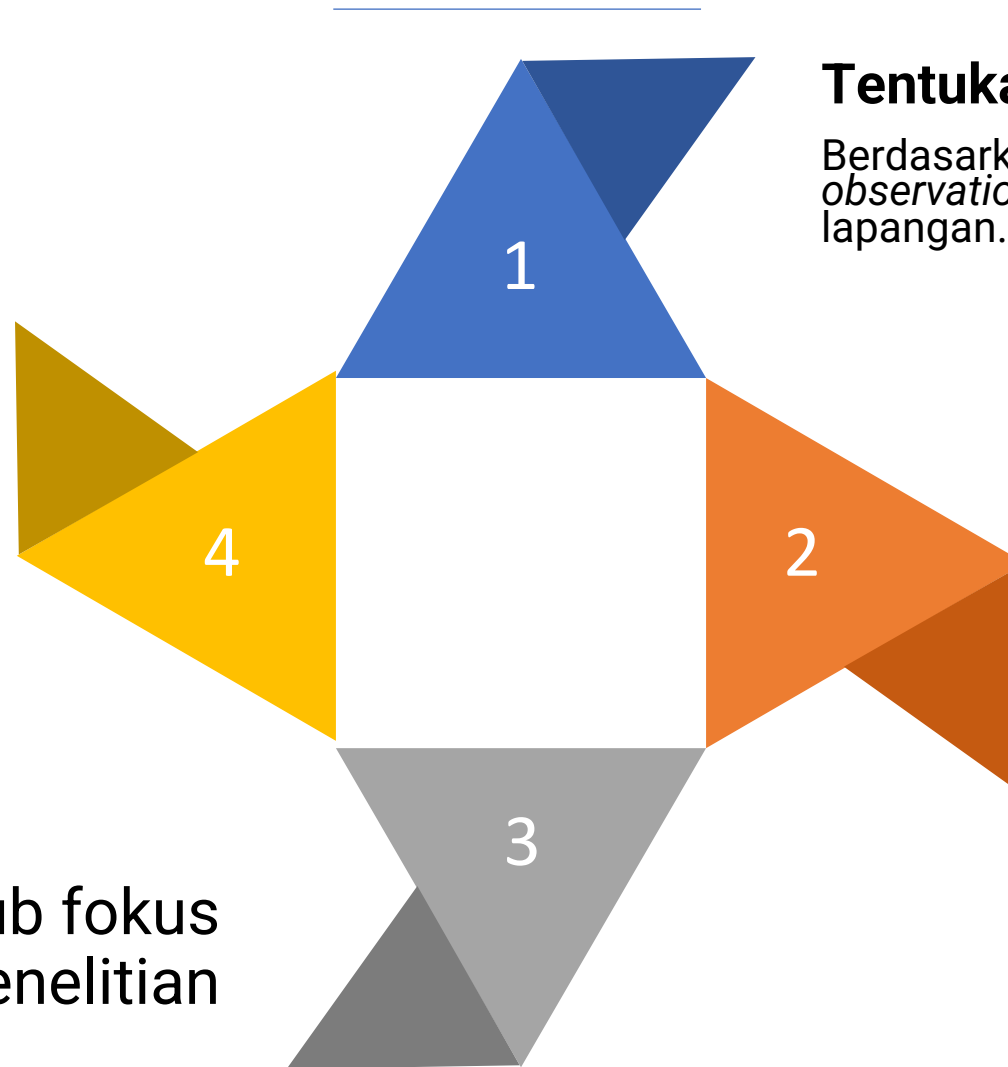 Tentuka
Berdasark
observatio
lapangan.
1
4
2
3
ub fokus
enelitian